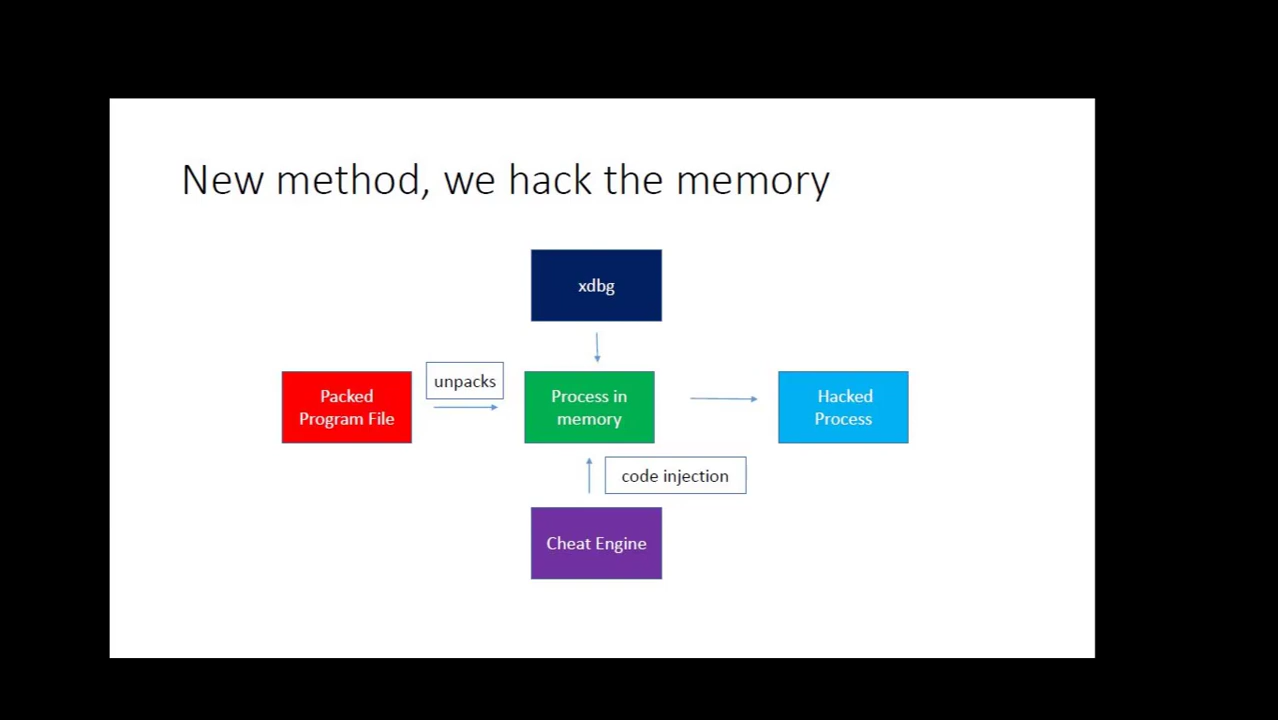 New method, we hack the memory
xdbg
unpacks
Packed
Program File
Process in
memory
Hacked
Process
code injection
Cheat Engine